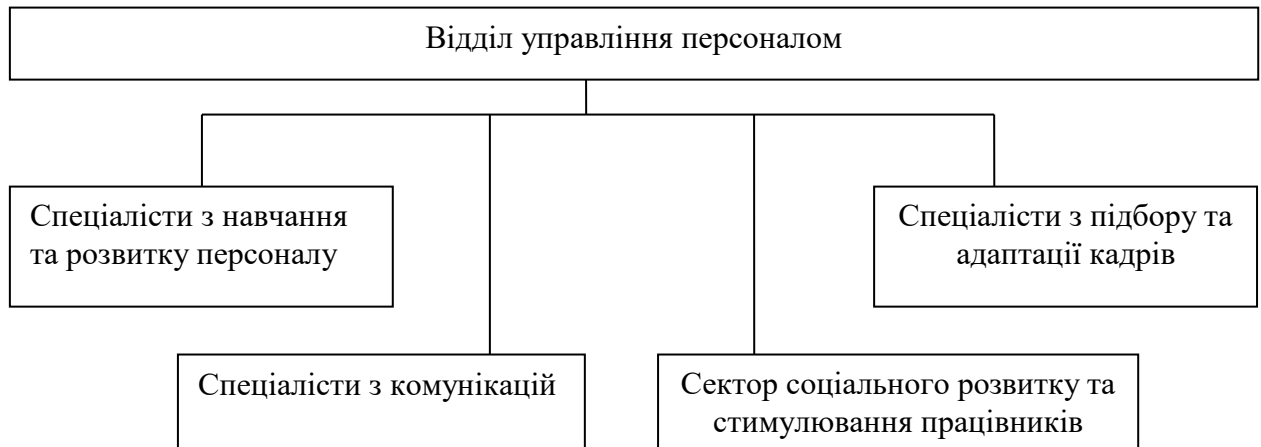 Відділ управління персоналом
Спеціалісти з навчання
та розвитку персоналу
Спеціалісти з підбору та
адаптації кадрів
Спеціалісти з комунікацій
Сектор соціального розвитку та
стимулювання працівників